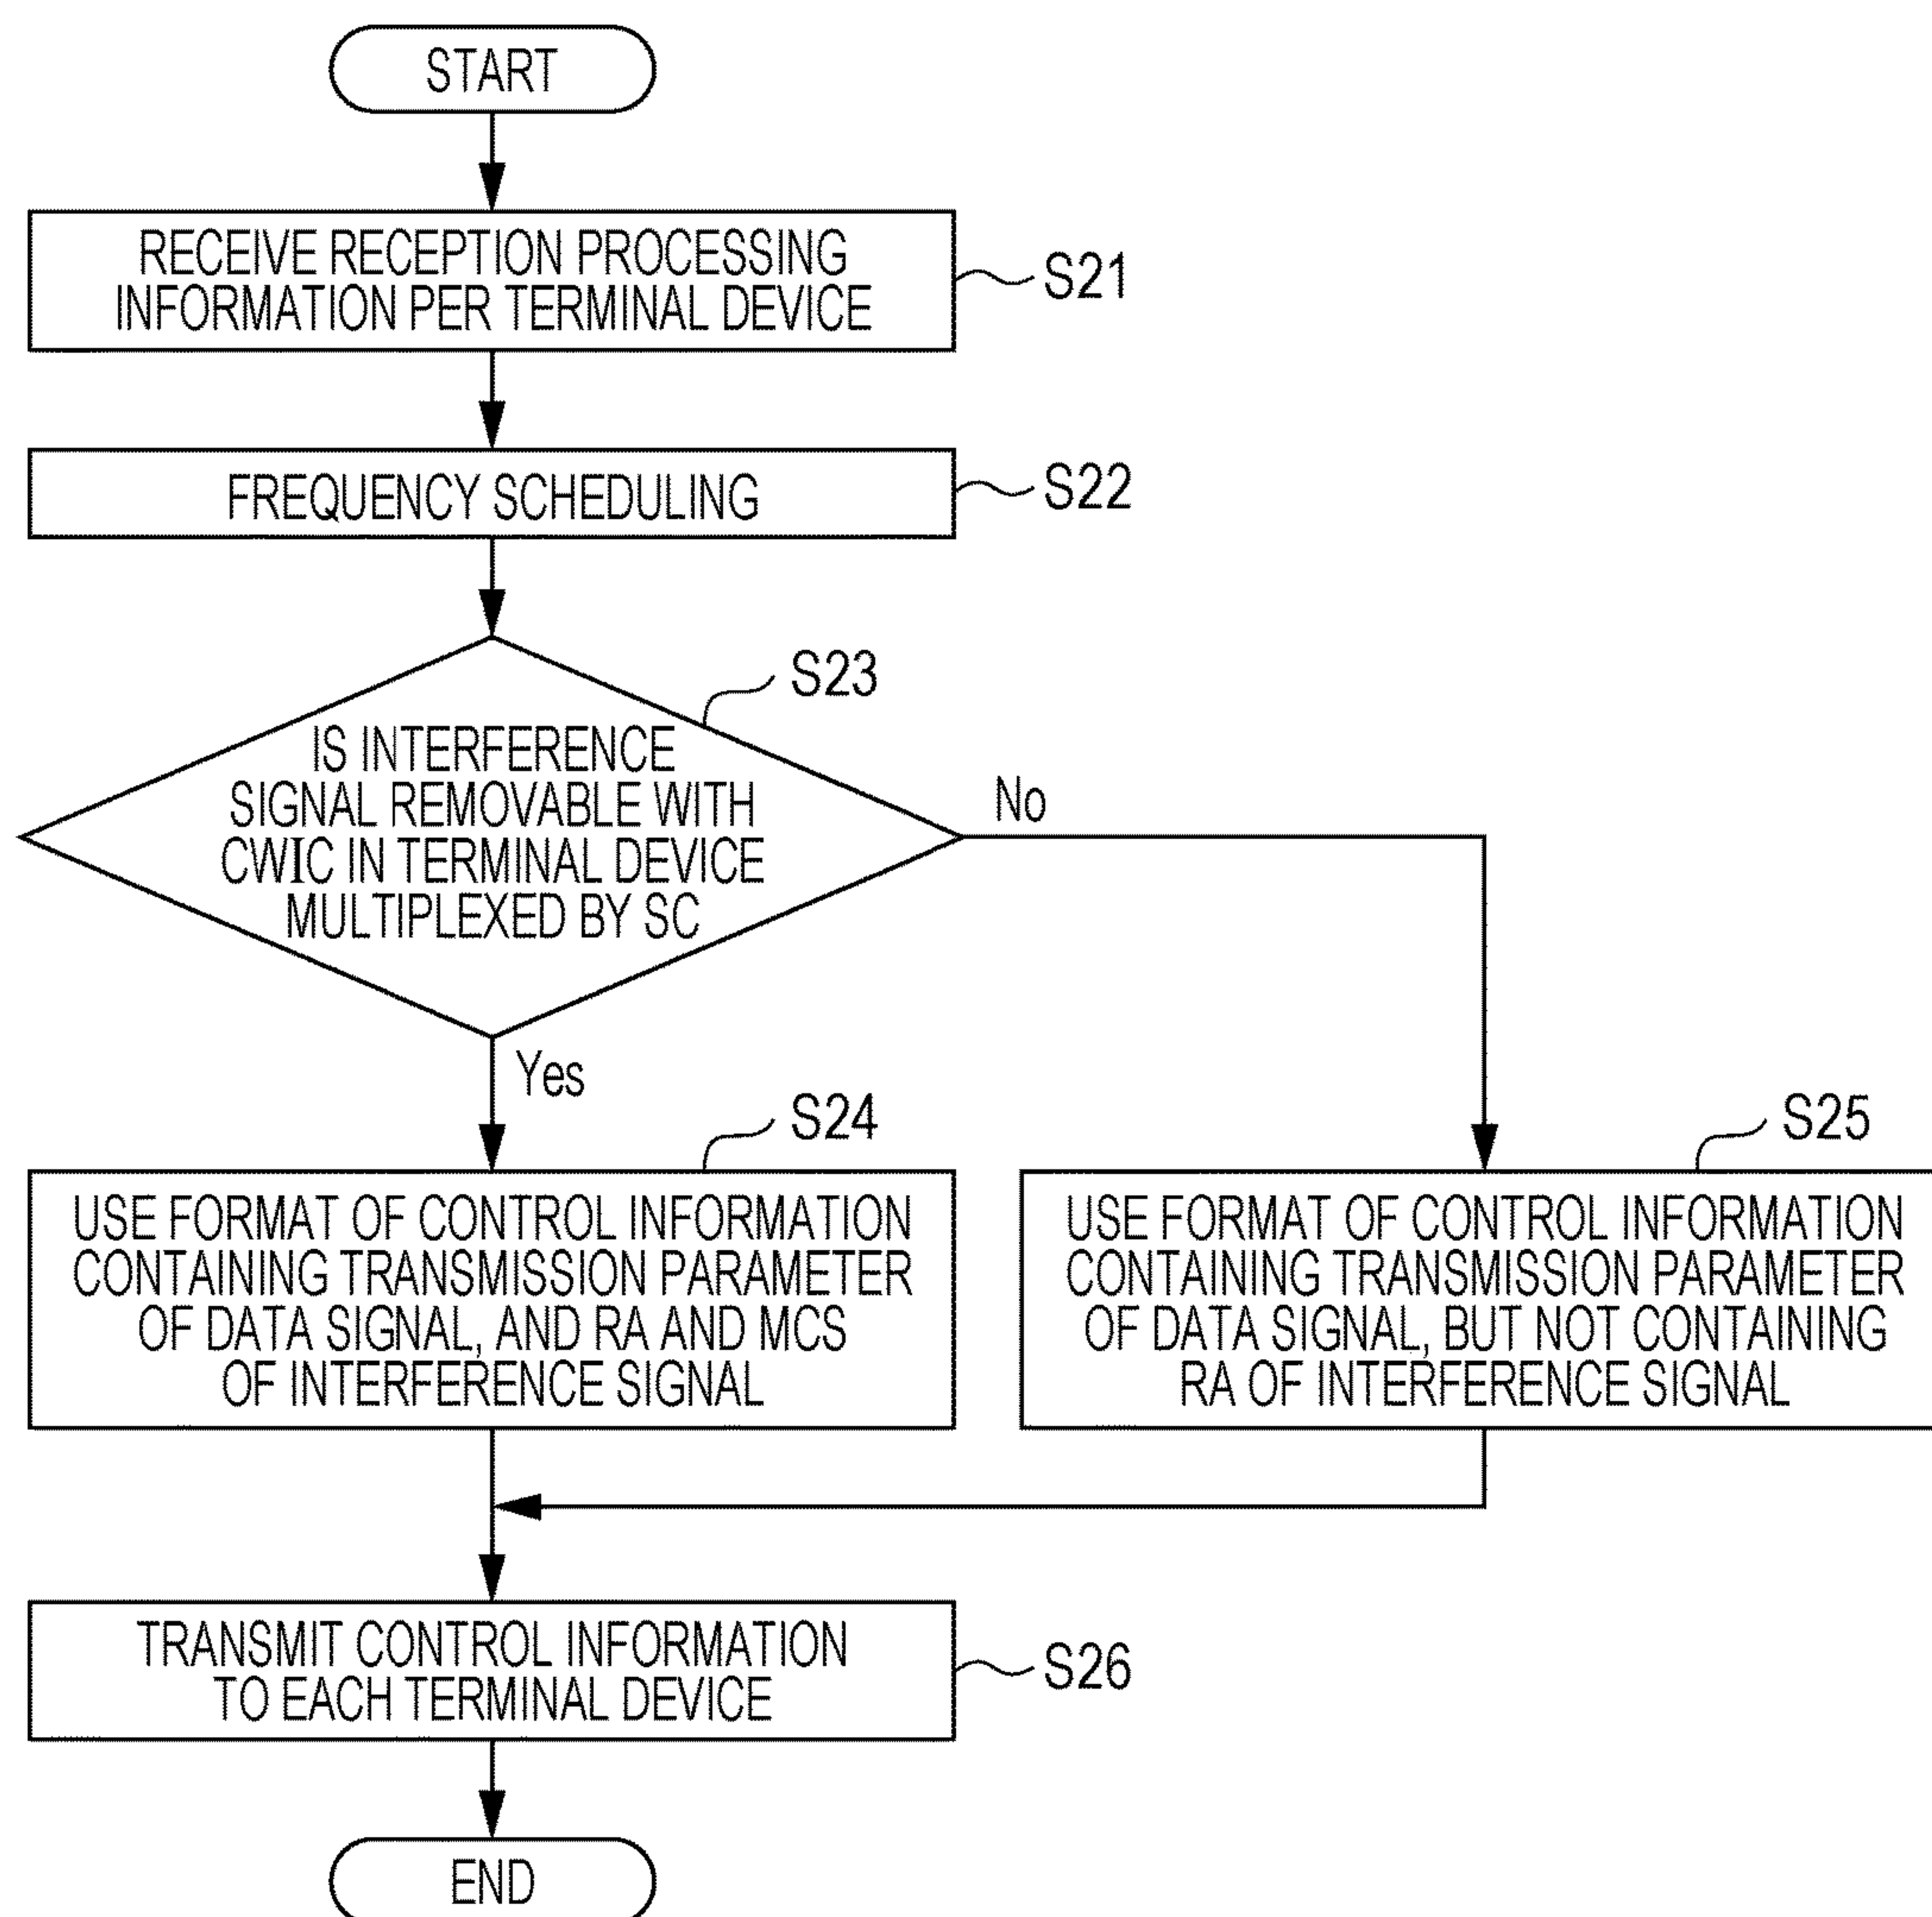 START
RECEIVE RECEPTION PROCESSING
INFORMATION PER TERMINAL DEVICE
S21
FREQUENCY SCHEDULING
S22
S23
IS INTERFERENCE
SIGNAL REMOVABLE WITH
CWIC IN TERMINAL DEVICE
MULTIPLEXED BY SC
No
Yes
S24
USE FORMAT OF CONTROL INFORMATION
CONTAINING TRANSMISSION PARAMETER
OF DATA SIGNAL, AND RA AND MCS
OF INTERFERENCE SIGNAL
S25
USE FORMAT OF CONTROL INFORMATION
CONTAINING TRANSMISSION PARAMETER
OF DATA SIGNAL, BUT NOT CONTAINING
RA OF INTERFERENCE SIGNAL
TRANSMIT CONTROL INFORMATION
TO EACH TERMINAL DEVICE
S26
END